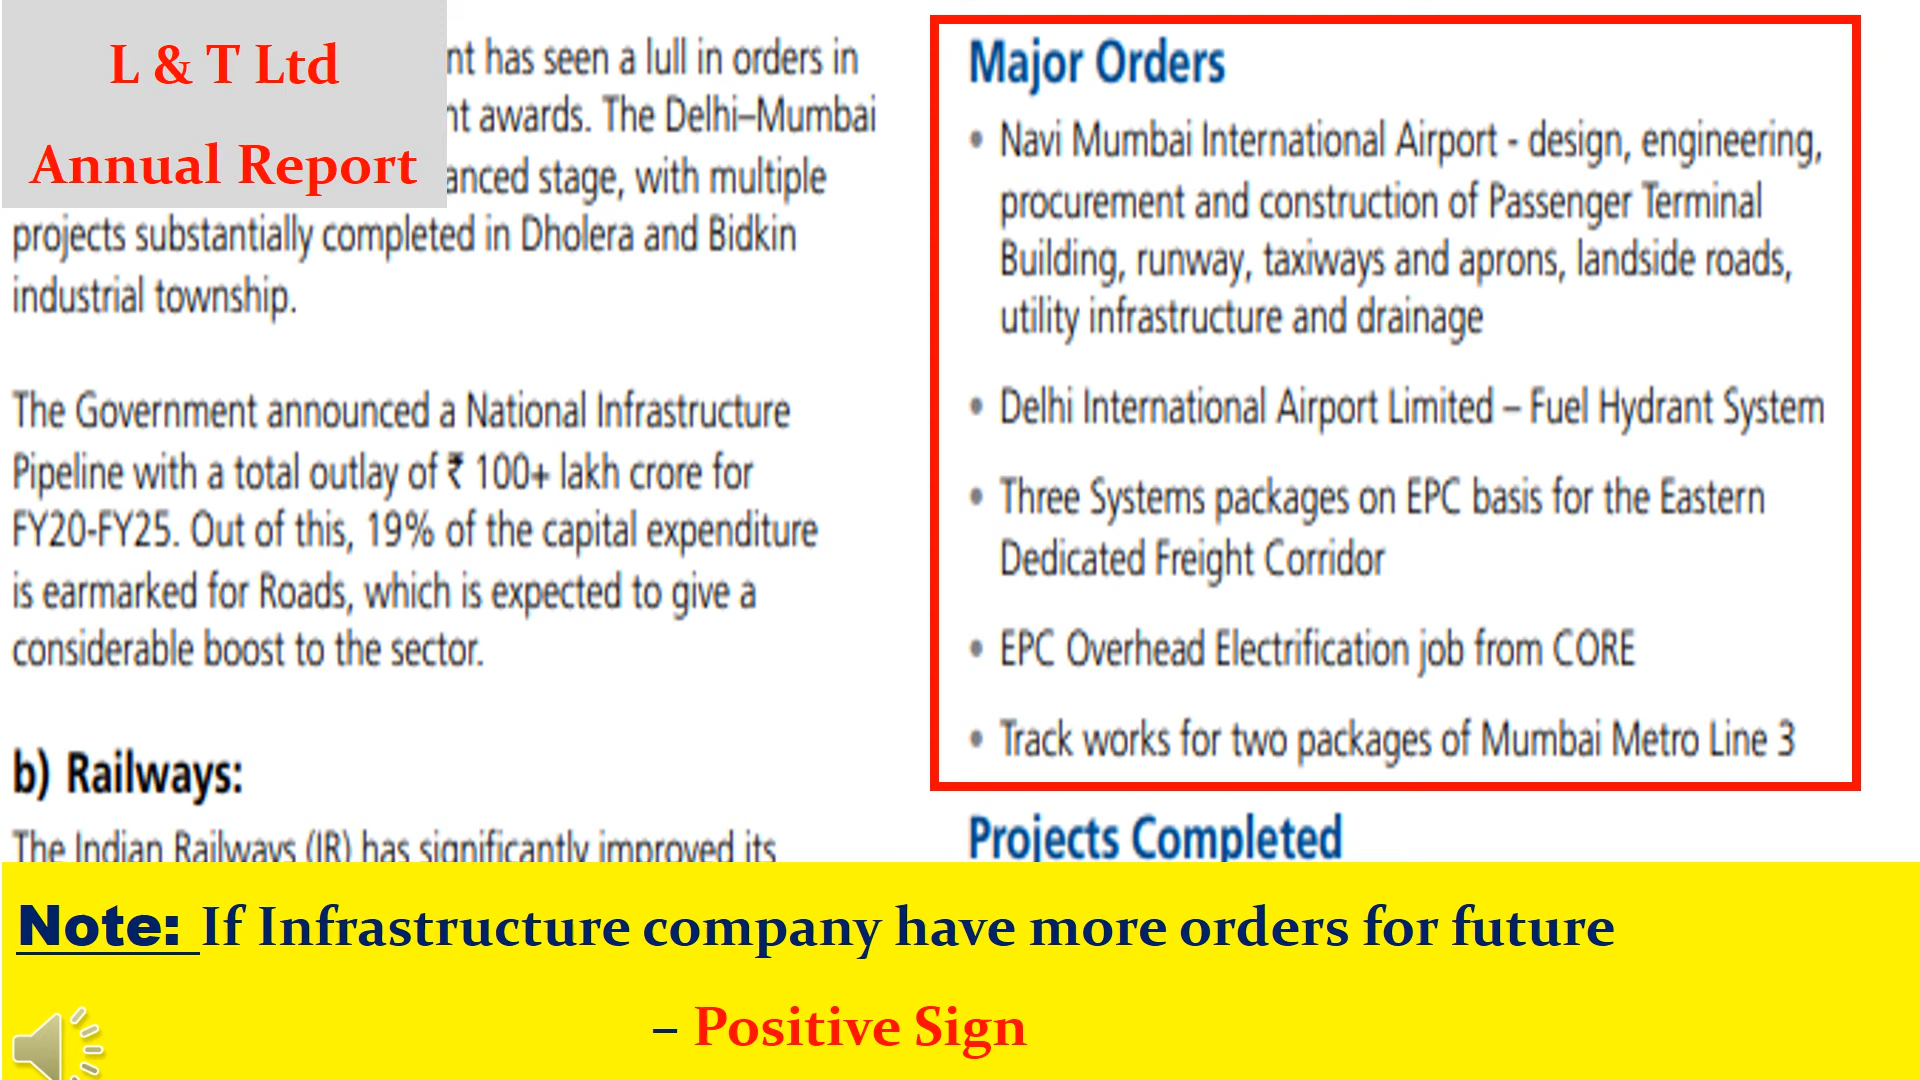 L & T Ltd
Annual Report
nt has seen a lull in orders in
nt awards. The Delhi–Mumbai
anced stage, with multiple
projects substantially completed in Dholera and Bidkin
industrial township.
The Government announced a National Infrastructure
Pipeline with a total outlay of ₹ 100+ lakh crore for
FY20-FY25. Out of this, 19% of the capital expenditure
is earmarked for Roads, which is expected to give a
considerable boost to the sector.
b) Railways:
The Indian Railways (IR) has significantly improved its
Major Orders
• Navi Mumbai International Airport - design, engineering,
procurement and construction of Passenger Terminal
Building, runway, taxiways and aprons, landside roads,
utility infrastructure and drainage
• Delhi International Airport Limited – Fuel Hydrant System
• Three Systems packages on EPC basis for the Eastern
Dedicated Freight Corridor
• EPC Overhead Electrification job from CORE
• Track works for two packages of Mumbai Metro Line 3
Projects Completed
Note: If Infrastructure company have more orders for future
– Positive Sign